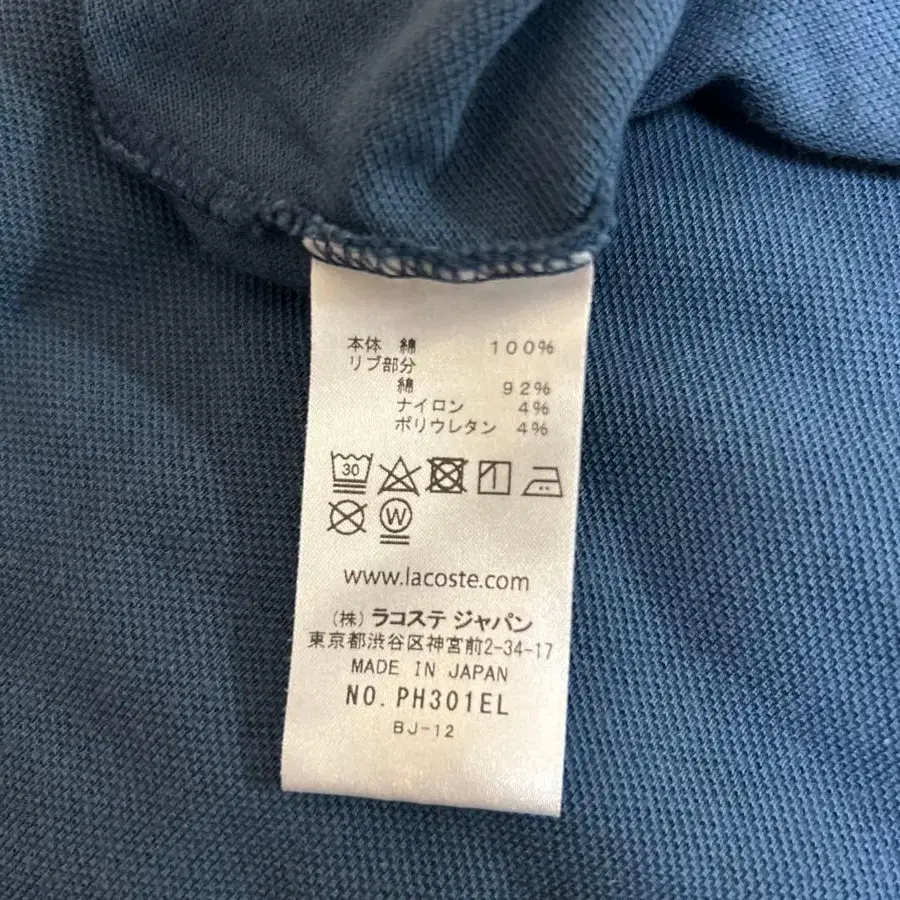 本体 綿 100%
リブ部分
綿 92%
ナイロン 4%
ポリウレタン 4%
30
W
www.lacoste.com
(株) ラコステ ジャパン
東京都渋谷区神宮前2-34-17
MADE IN JAPAN
NO. PH301EL
BJ-12